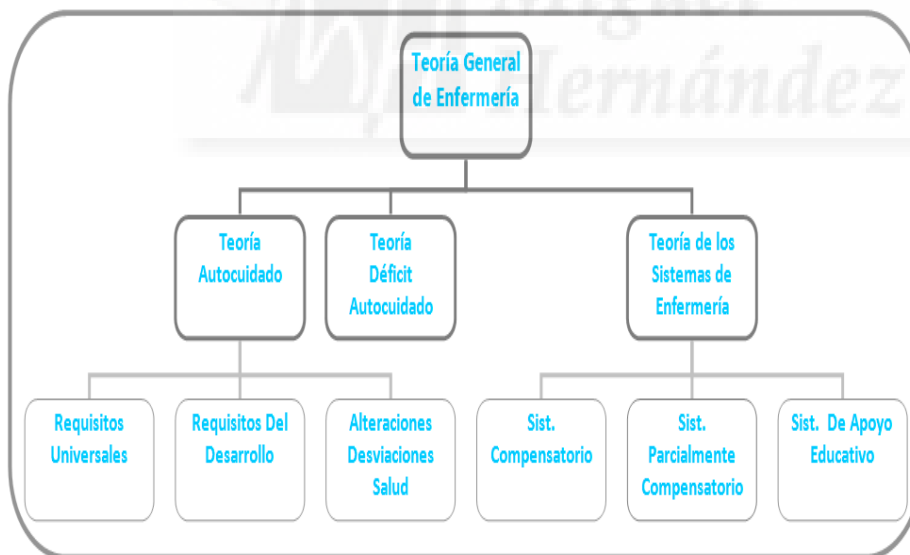 Miguel
Hernández
Teoría General
de Enfermería
Teoría
Autocuidado
Teoría
Déficit
Autocuidado
Teoría de los
Sistemas de
Enfermería
Requisitos
Universales
Requisitos Del
Desarrollo
Alteraciones
Desviaciones
Salud
Sist.
Compensatorio
Sist.
Parcialmente
Compensatorio
Sist. De Apoyo
Educativo